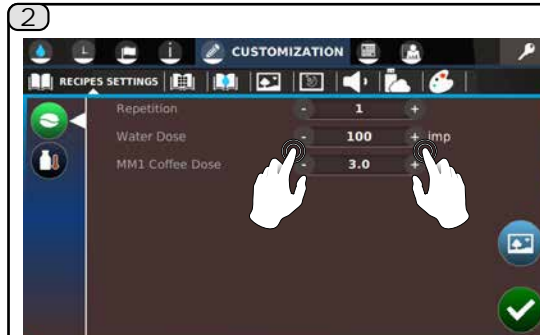 2
CUSTOMIZATION
RECIPES SETTINGS
Repetition - 1 +
Water Dose - 100 + imp
MM1 Coffee Dose - 3.0 +